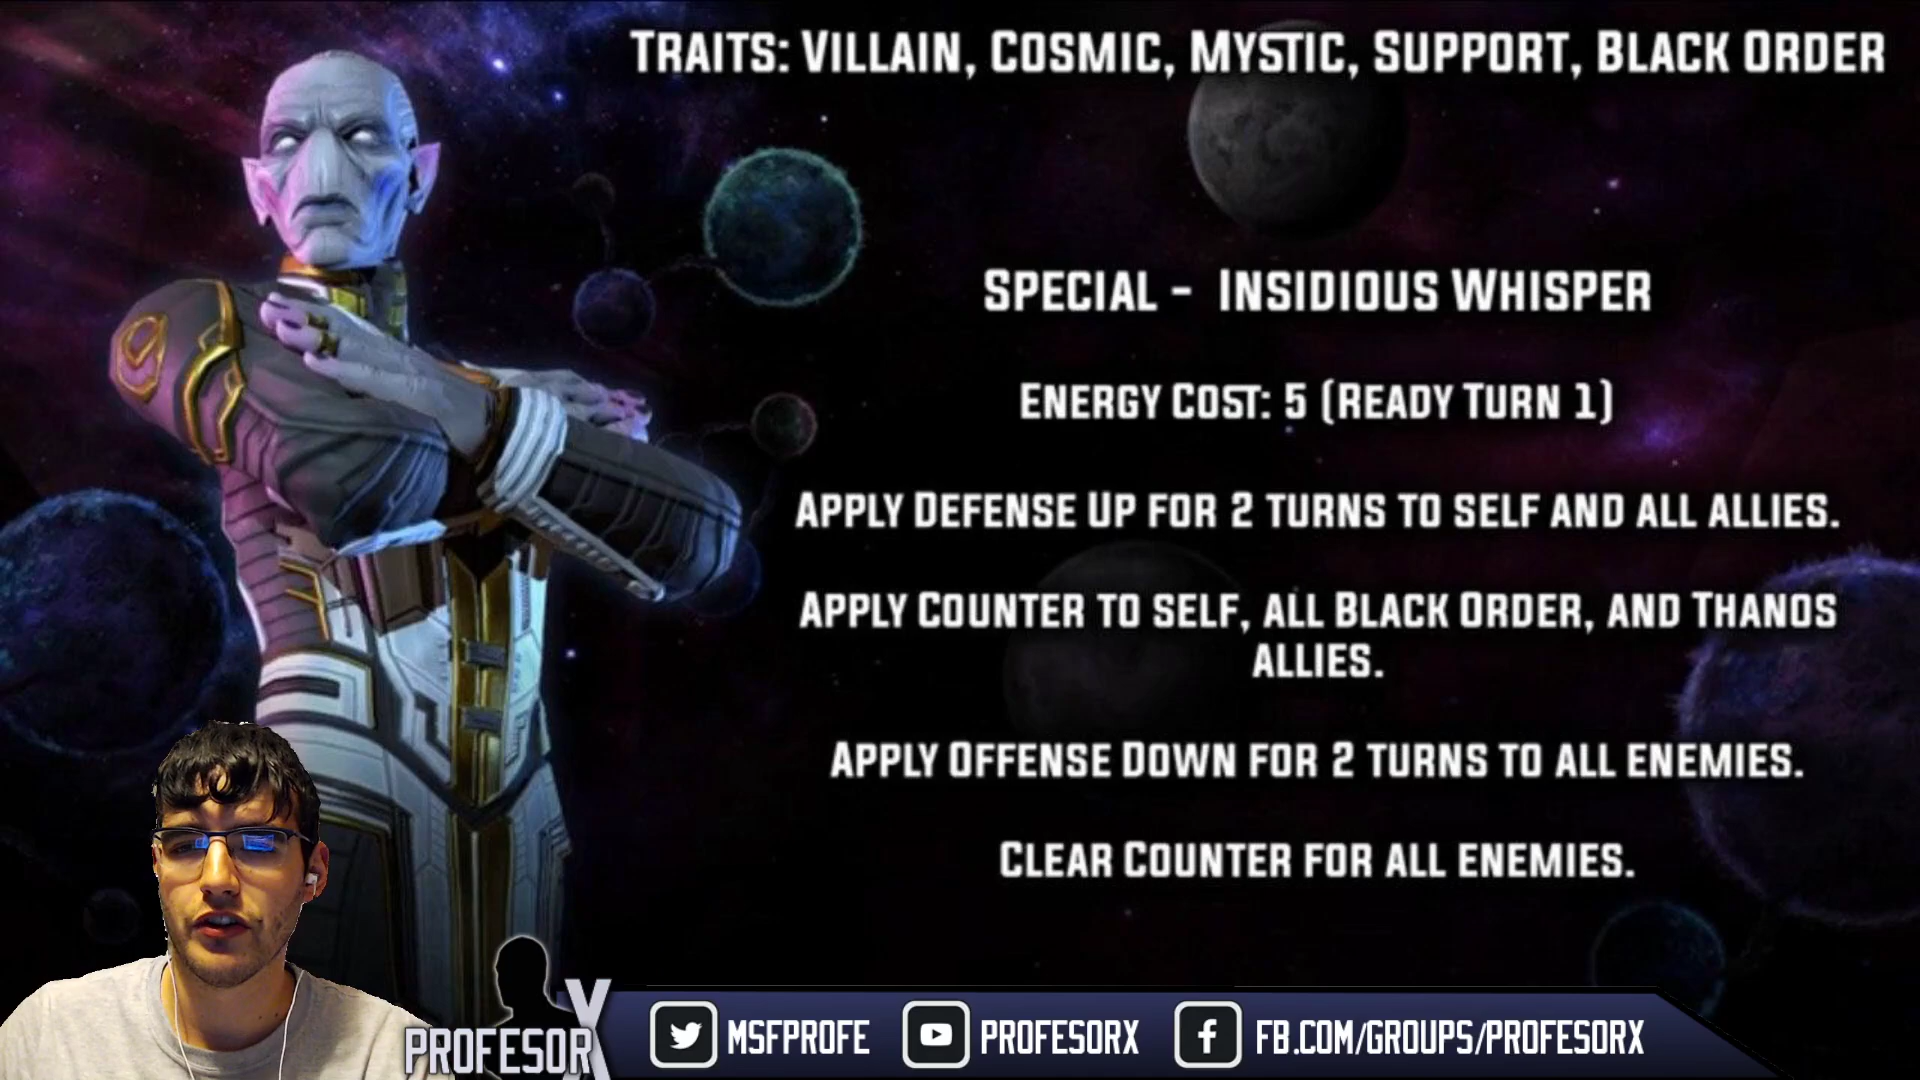 Traits: Villain, Cosmic, Mystic, Support, Black Order
Special - Insidious Whisper
Energy Cost: 5 (Ready Turn 1)
Apply Defense Up for 2 turns to self and all allies.
Apply Counter to self, all Black Order, and Thanos
allies.
Apply Offense Down for 2 turns to all enemies.
Clear Counter for all enemies.
PROFESOR X
MSFPROFE
PROFESORX
FB.COM/GROUPS/PROFESORX